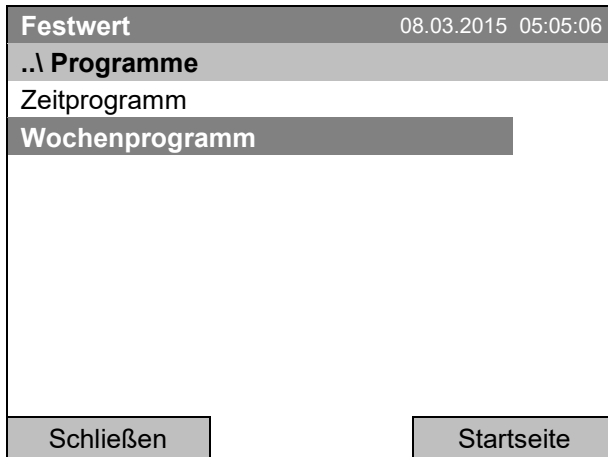 Festwert 08.03.2015 05:05:06
..\ Programme
Zeitprogramm
Wochenprogramm
Schließen Startseite